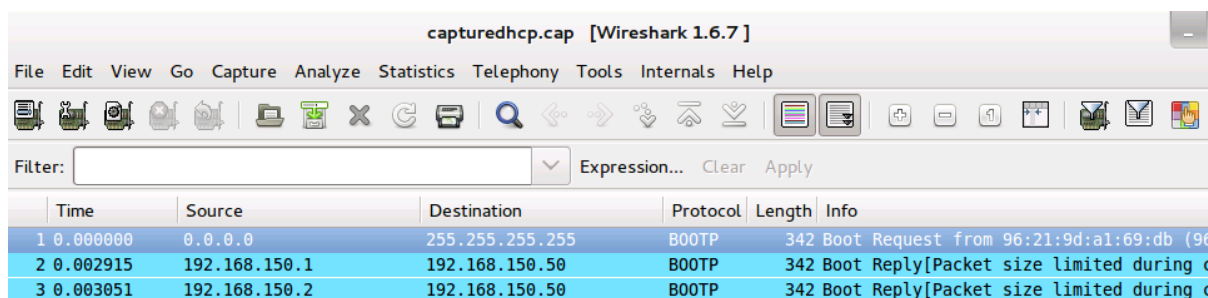 capturedhcp.cap [Wireshark 1.6.7 ]
File Edit View Go Capture Analyze Statistics Telephony Tools Internals Help
Filter: Expression... Clear Apply
Time Source Destination Protocol Length Info
1 0.000000 0.0.0.0 255.255.255.255 BOOTP 342 Boot Request from 96:21:9d:a1:69:db (96
2 0.002915 192.168.150.1 192.168.150.50 BOOTP 342 Boot Reply[Packet size limited during
3 0.003051 192.168.150.2 192.168.150.50 BOOTP 342 Boot Reply[Packet size limited during